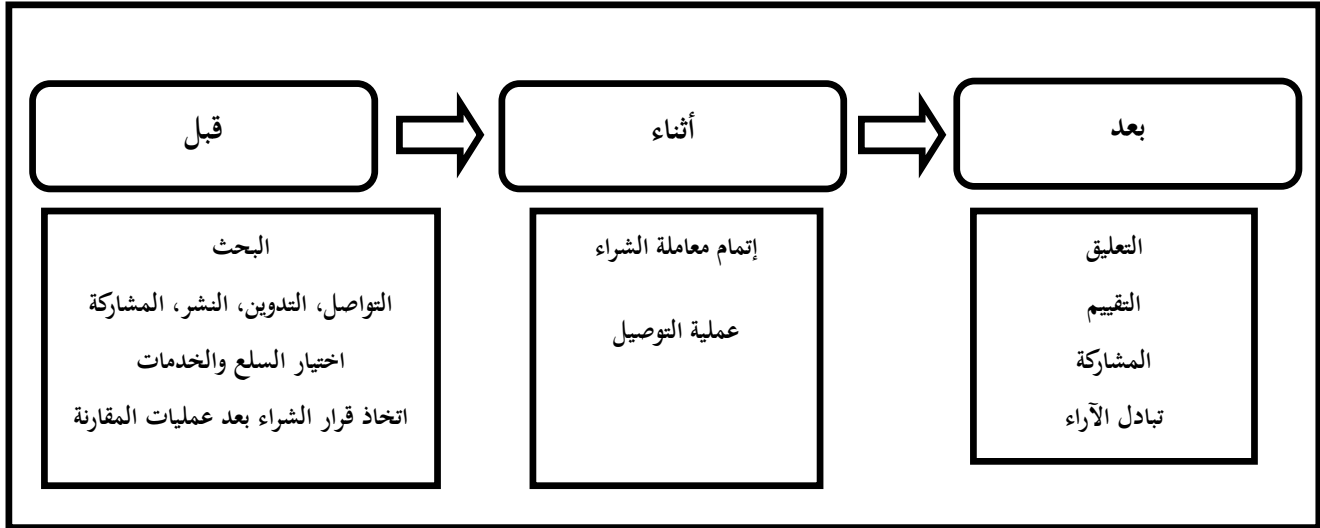 قبل
أثناء
بعد
البحث
التواصل، التدوين، النشر، المشاركة
اختيار السلع والخدمات
اتخاذ قرار الشراء بعد عمليات المقارنة
إتمام معاملة الشراء
عملية التوصيل
التعليق
التقييم
المشاركة
تبادل الآراء